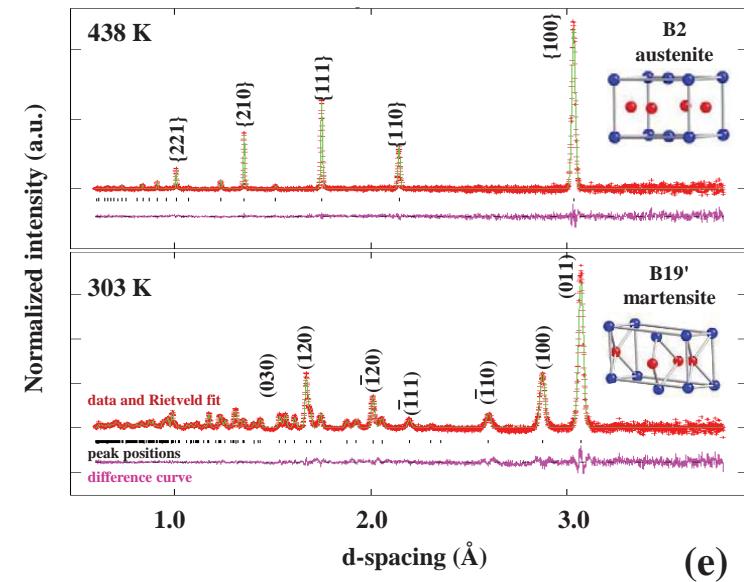 438 K
{221}
{210}
{111}
{110}
{100}
B2
austenite
303 K
(030)
(120)
(1̄20)
(1̄11)
(1̄10)
(100)
(011)
B19'
martensite
data and Rietveld fit
peak positions
difference curve
Normalized intensity (a.u.)
1.0
2.0
3.0
d-spacing (Å)
(e)